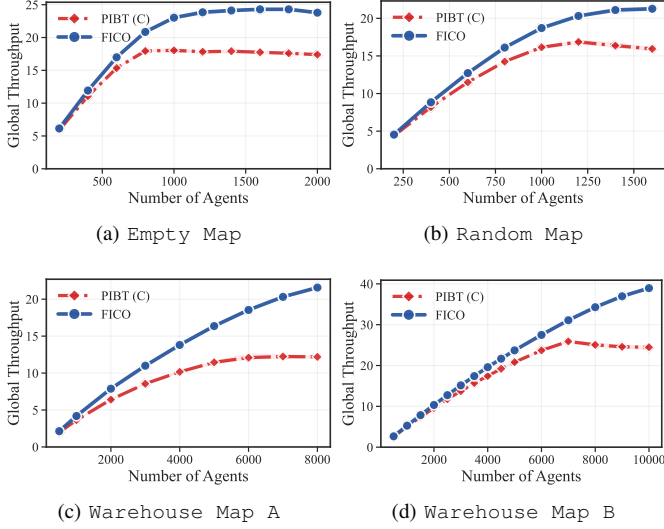 25
20
15
10
5
0
Global Throughput
PIBT (C)
FICO
500 1000 1500 2000
Number of Agents
(a) Empty Map
20
15
10
5
0
Global Throughput
PIBT (C)
FICO
250 500 750 1000 1250 1500
Number of Agents
(b) Random Map
20
15
10
5
0
Global Throughput
PIBT (C)
FICO
2000 4000 6000 8000
Number of Agents
(c) Warehouse Map A
40
30
20
10
0
Global Throughput
PIBT (C)
FICO
2000 4000 6000 8000 10000
Number of Agents
(d) Warehouse Map B